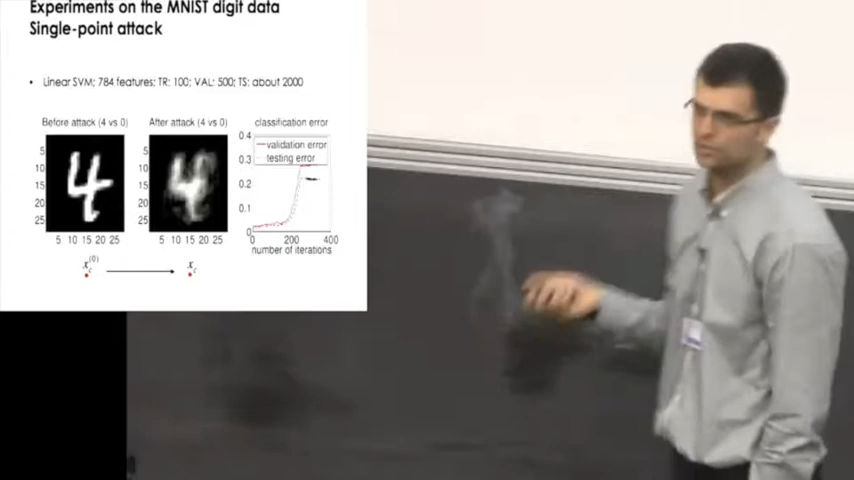 Experiments on the MNIST digit data
Single-point attack
• Linear SVM; 784 features; TR: 100; VAL: 500; TS: about 2000
Before attack (4 vs 0)
5
10
15
20
25
5 10 15 20 25
After attack (4 vs 0)
5
10
15
20
25
5 10 15 20 25
classification error
0.4
0.3
0.2
0.1
0
validation error
testing error
0 200 400
number of iterations
x_c^(0)
x_c